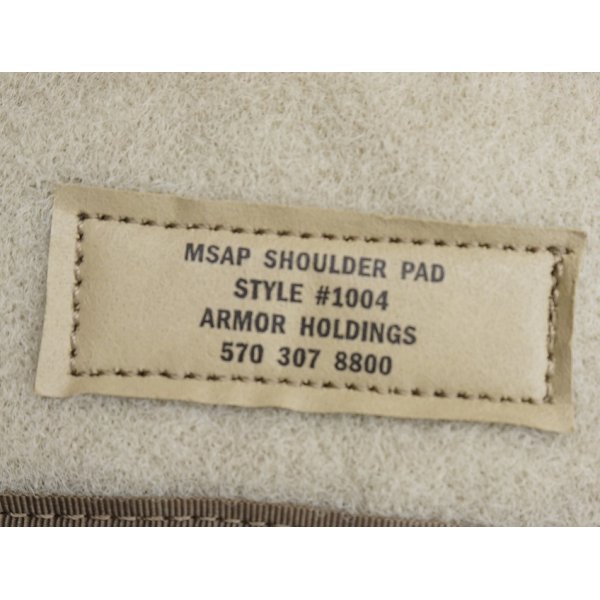 MSAP SHOULDER PAD
STYLE #1004
ARMOR HOLDINGS
570 307 8800